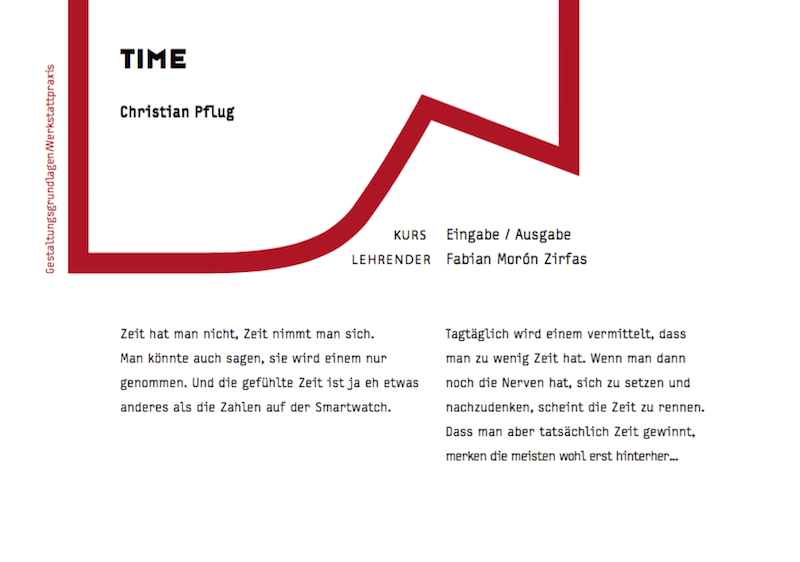 TIME
Christian Pflug
Gestaltungsgrundlagen/Werkstattpraxis
KURS Eingabe / Ausgabe
LEHRENDER Fabian Morón Zirfas
Zeit hat man nicht, Zeit nimmt man sich.
Man könnte auch sagen, sie wird einem nur
genommen. Und die gefühlte Zeit ist ja eh etwas
anderes als die Zahlen auf der Smartwatch.
Tagtäglich wird einem vermittelt, dass
man zu wenig Zeit hat. Wenn man dann
noch die Nerven hat, sich zu setzen und
nachzudenken, scheint die Zeit zu rennen.
Dass man aber tatsächlich Zeit gewinnt,
merken die meisten wohl erst hinterher…